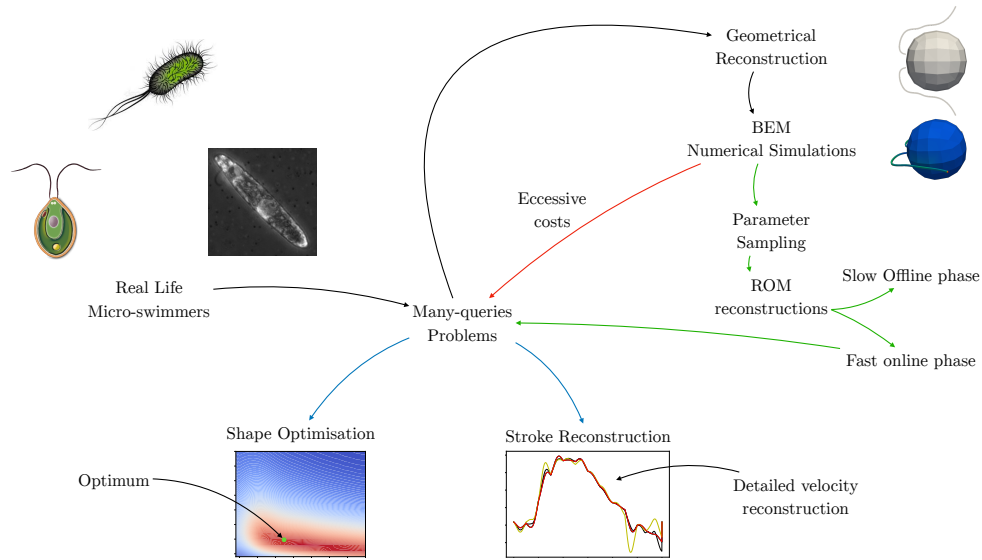 Geometrical
Reconstruction
BEM
Numerical Simulations
Eccessive
costs
Parameter
Sampling
Real Life
Micro-swimmers
Many-queries
Problems
ROM
reconstructions
Slow Offline phase
Fast online phase
Shape Optimisation
Stroke Reconstruction
Optimum
Detailed velocity
reconstruction